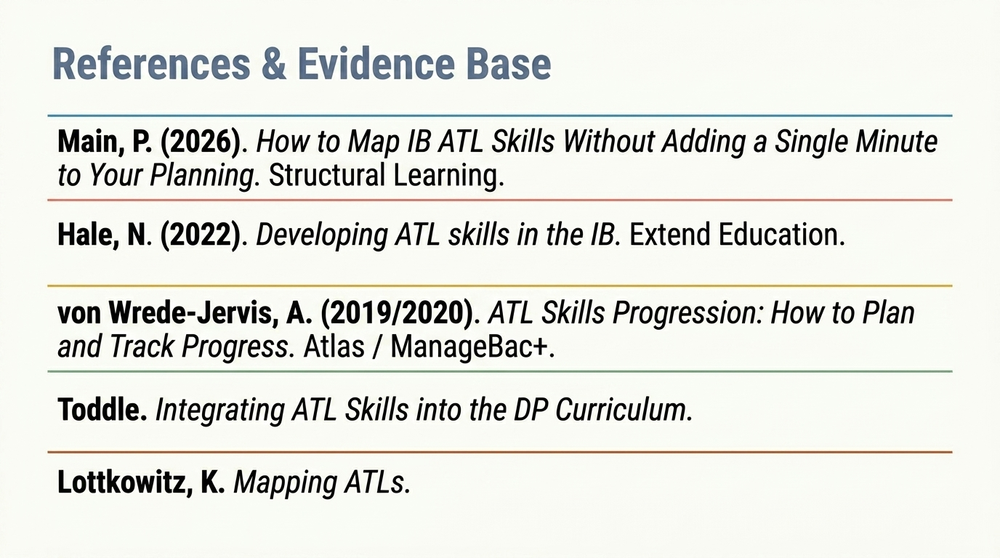 References & Evidence Base
Main, P. (2026). How to Map IB ATL Skills Without Adding a Single Minute
to Your Planning. Structural Learning.
Hale, N. (2022). Developing ATL skills in the IB. Extend Education.
von Wrede-Jervis, A. (2019/2020). ATL Skills Progression: How to Plan
and Track Progress. Atlas / ManageBac+.
Toddle. Integrating ATL Skills into the DP Curriculum.
Lottkowitz, K. Mapping ATLs.